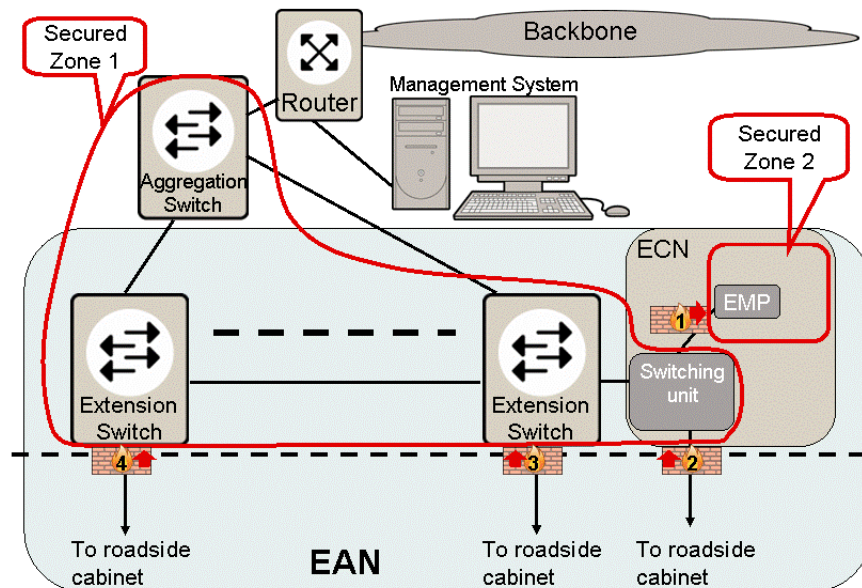 Secured
Zone 1
Backbone
Router
Management System
Aggregation
Switch
Secured
Zone 2
ECN
EMP
1
Switching
unit
Extension
Switch
Extension
Switch
4
3
2
To roadside
cabinet
EAN
To roadside
cabinet
To roadside
cabinet